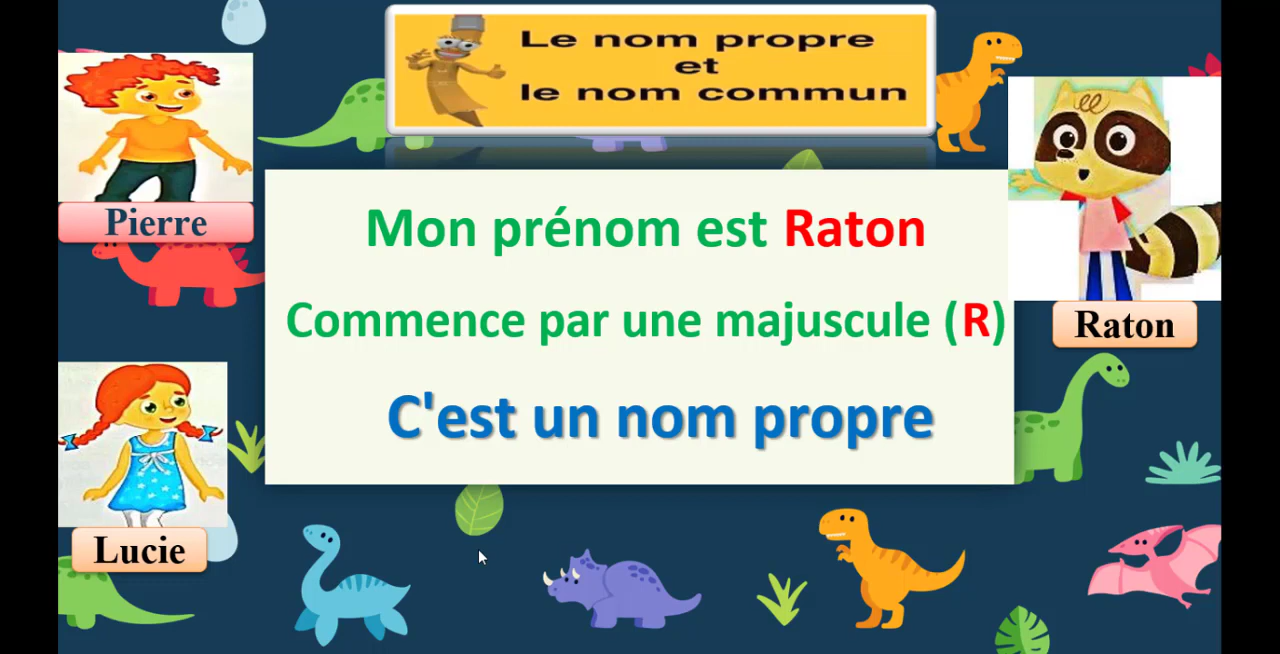 Le nom propre
et
le nom commun
Pierre
Mon prénom est Raton
Commence par une majuscule (R)
C'est un nom propre
Raton
Lucie